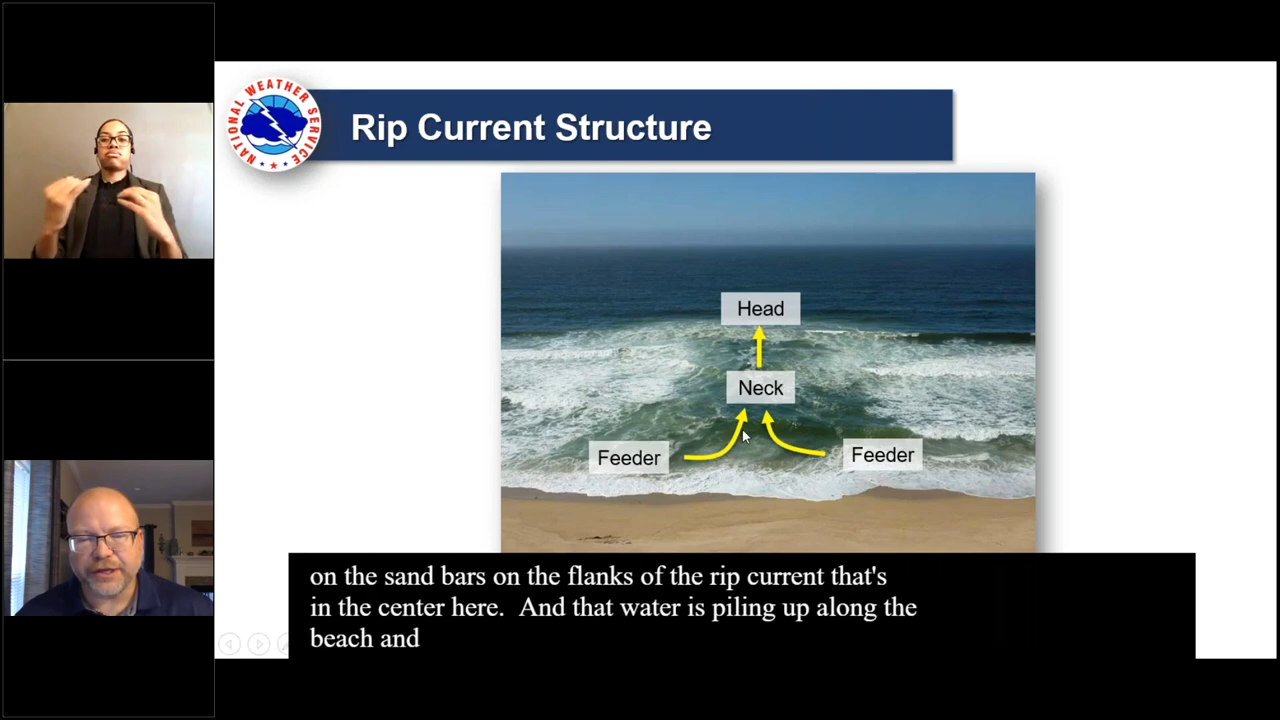 NATIONAL WEATHER SERVICE
Rip Current Structure
Head
Neck
Feeder
Feeder
on the sand bars on the flanks of the rip current that's
in the center here.  And that water is piling up along the
beach and